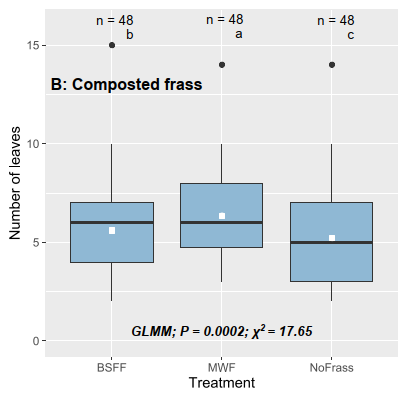 n = 48 n = 48 n = 48
b a c
B: Composted frass
15
10
5
0
Number of leaves
GLMM; P = 0.0002; χ² = 17.65
BSFF MWF NoFrass
Treatment